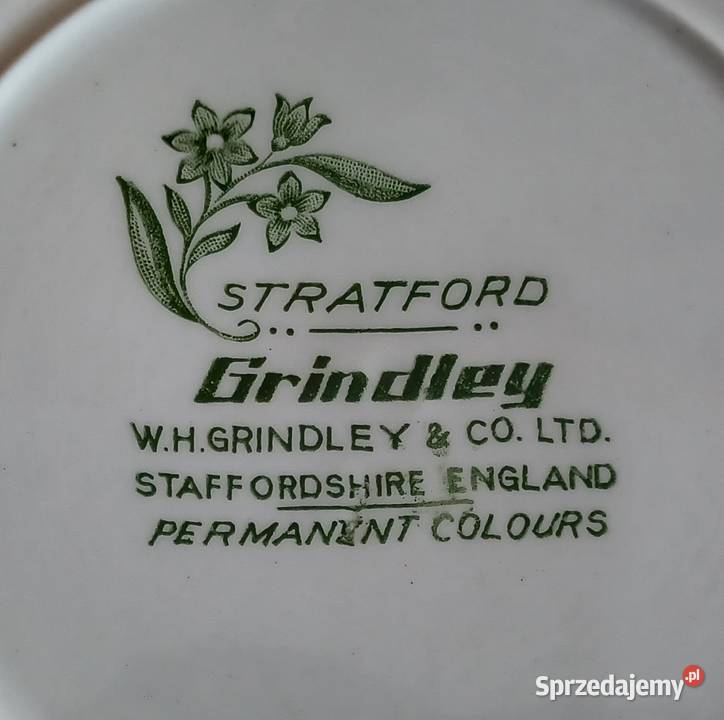 STRATFORD
Grindley
W.H.GRINDLEY & CO. LTD.
STAFFORDSHIRE ENGLAND
PERMANENT COLOURS
Sprzedajemy.pl